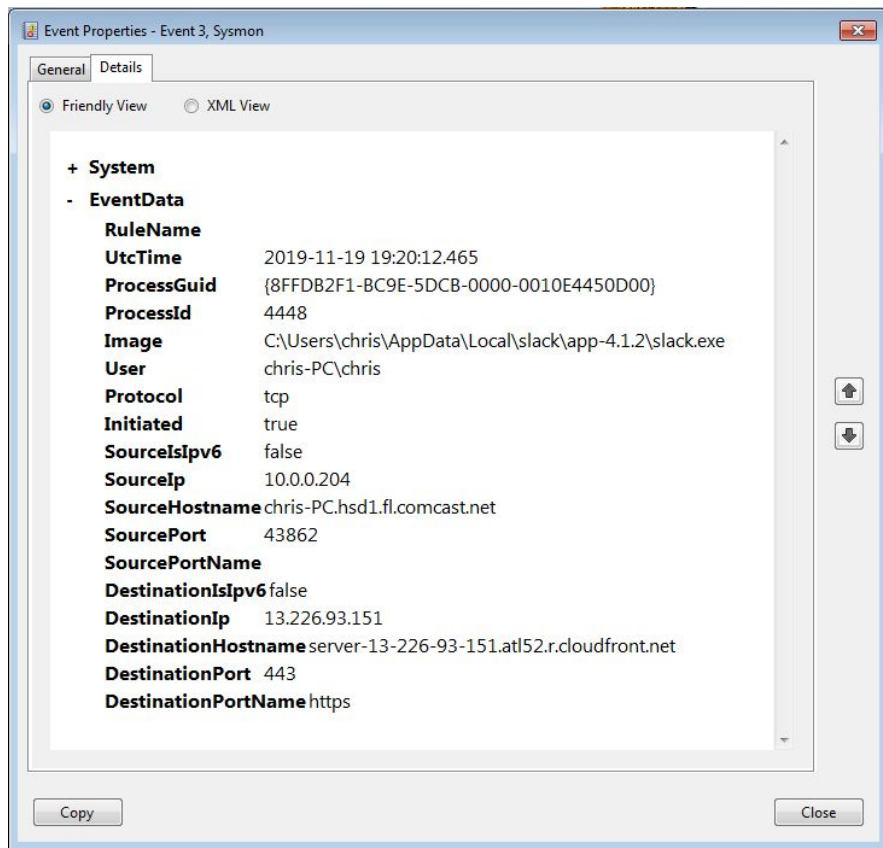 Event Properties - Event 3, Sysmon
General Details
Friendly View XML View
+ System
- EventData
RuleName
UtcTime 2019-11-19 19:20:12.465
ProcessGuid {8FFDB2F1-BC9E-5DCB-0000-0010E4450D00}
ProcessId 4448
Image C:\Users\chris\AppData\Local\slack\app-4.1.2\slack.exe
User chris-PC\chris
Protocol tcp
Initiated true
SourceIsIpv6 false
SourceIp 10.0.0.204
SourceHostname chris-PC.hsd1.fl.comcast.net
SourcePort 43862
SourcePortName
DestinationIsIpv6 false
DestinationIp 13.226.93.151
DestinationHostname server-13-226-93-151.atl52.r.cloudfront.net
DestinationPort 443
DestinationPortName https
Copy Close